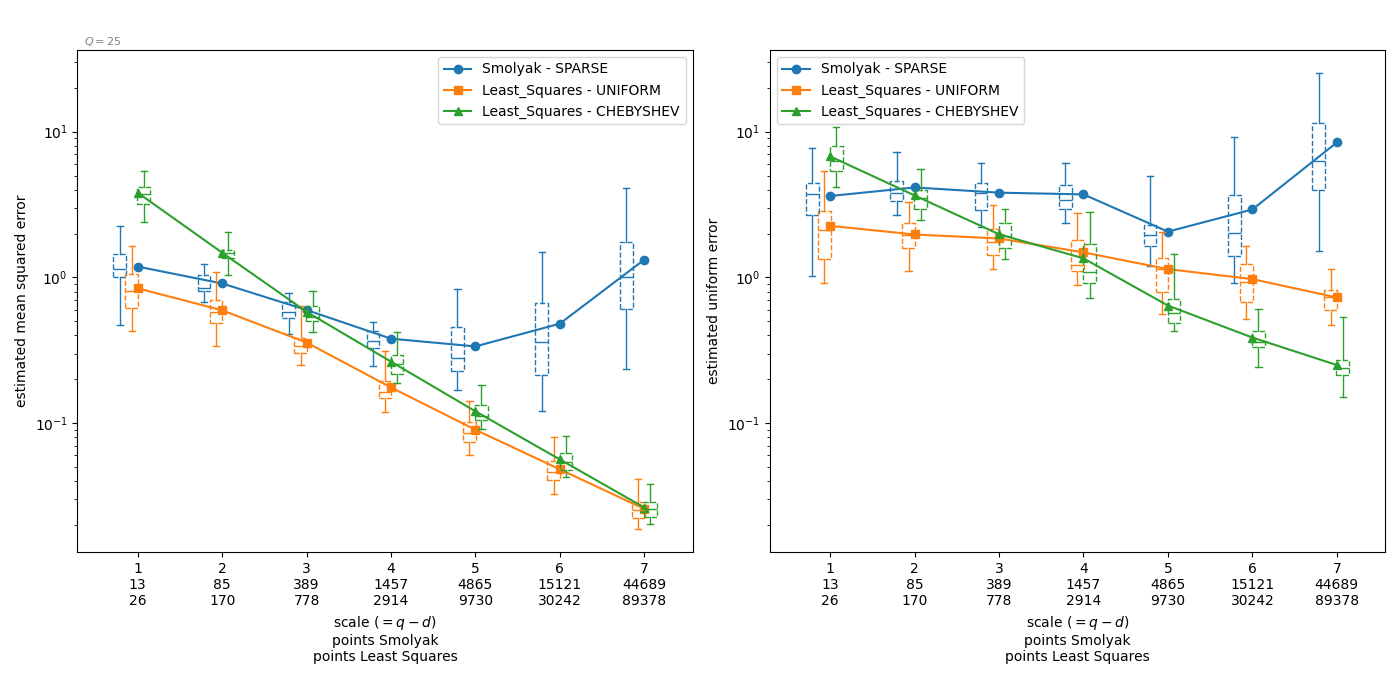 Q = 25
Smolyak - SPARSE
Least_Squares - UNIFORM
Least_Squares - CHEBYSHEV
10¹
10⁰
10⁻¹
estimated mean squared error
1 2 3 4 5 6 7
13 85 389 1457 4865 15121 44689
26 170 778 2914 9730 30242 89378
scale (= q − d)
points Smolyak
points Least Squares
Smolyak - SPARSE
Least_Squares - UNIFORM
Least_Squares - CHEBYSHEV
10¹
10⁰
10⁻¹
estimated uniform error
1 2 3 4 5 6 7
13 85 389 1457 4865 15121 44689
26 170 778 2914 9730 30242 89378
scale (= q − d)
points Smolyak
points Least Squares